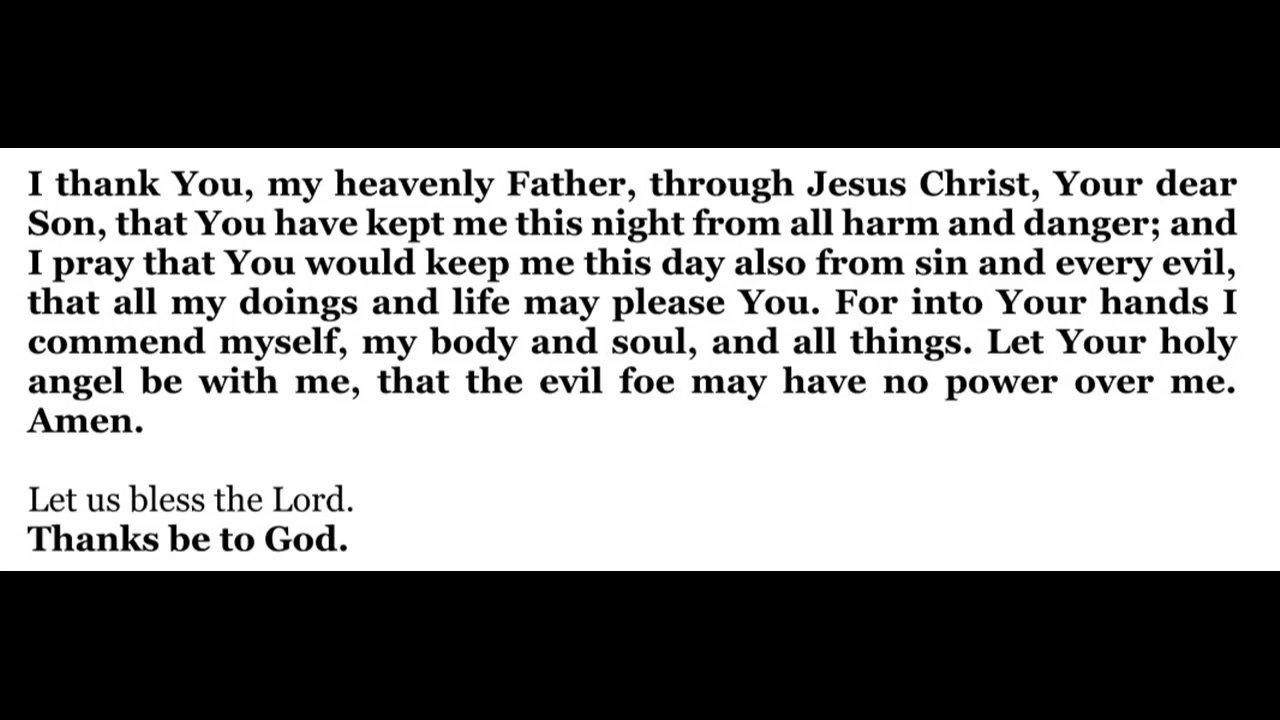 I thank You, my heavenly Father, through Jesus Christ, Your dear
Son, that You have kept me this night from all harm and danger; and
I pray that You would keep me this day also from sin and every evil,
that all my doings and life may please You. For into Your hands I
commend myself, my body and soul, and all things. Let Your holy
angel be with me, that the evil foe may have no power over me.
Amen.
Let us bless the Lord.
Thanks be to God.